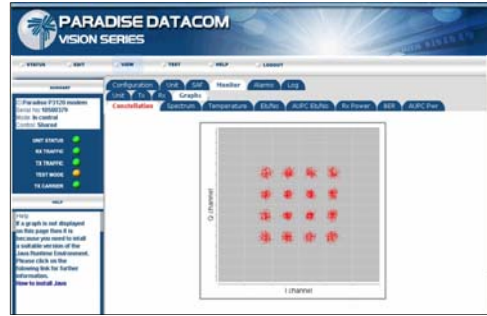 PARADISE DATACOM
VISION SERIES
STATUS EDIT VIEW TEST HELP LOGOUT
SUMMARY
Paradise P3120 modem
Serial No 10500379
Mode In control
Control Shared
UNIT STATUS
RX TRAFFIC
TX TRAFFIC
TEST MODE
TX CARRIER
HELP
Help
If a graph is not displayed
on this page then it is
because you need to intall
a suitable version of the
Java Runtime Environment.
Please click on the
following link for further
information.
How to install Java
Configuration Unit SAF Monitor Alarms Log
Unit Tx Rx Graphs
Constellation Spectrum Temperature Eb/No AUPC Eb/No Rx Power BER AUPC Pwr
Q channel
I channel